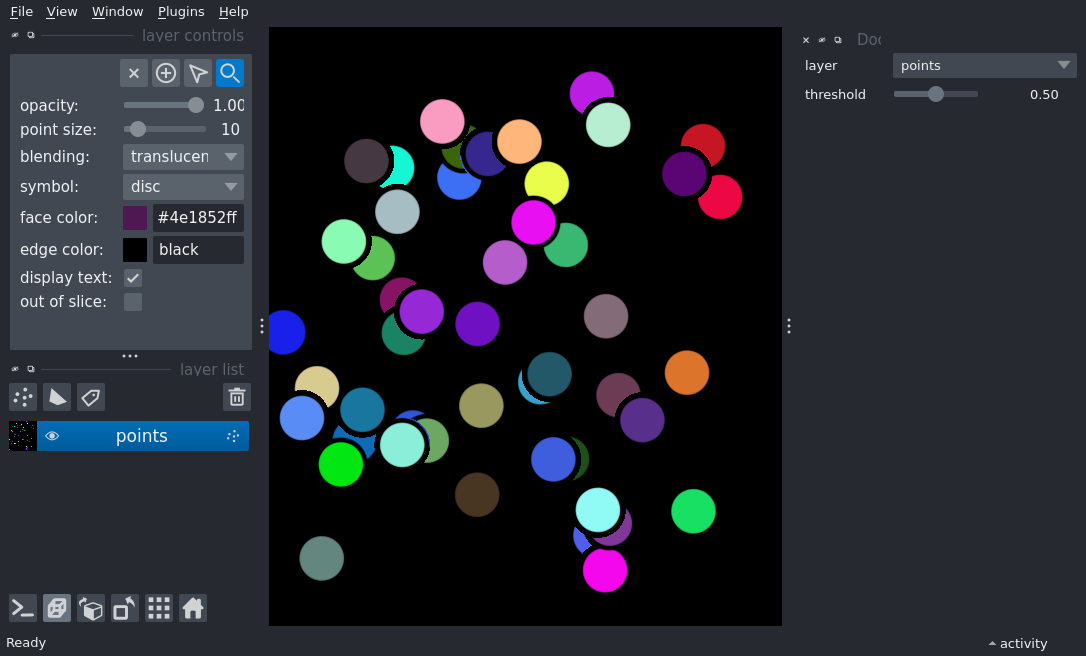 File View Window Plugins Help
layer controls
opacity: 1.00
point size: 10
blending: translucen
symbol: disc
face color: #4e1852ff
edge color: black
display text:
out of slice:
layer list
points
Ready
Doc
layer points
threshold 0.50
activity